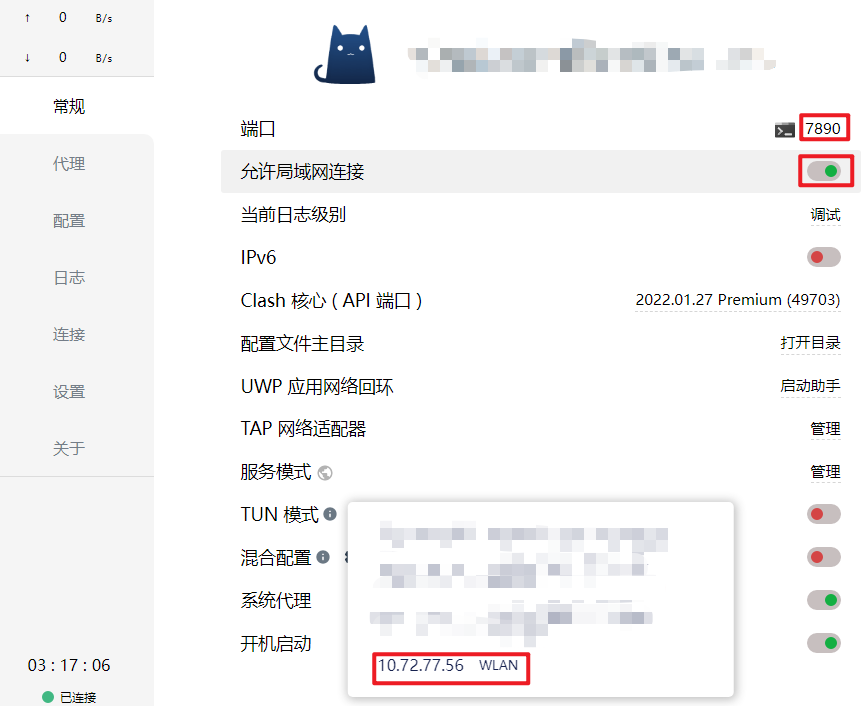 ↑ 0 B/s
↓ 0 B/s
常规
代理
配置
日志
连接
设置
关于
03 : 17 : 06
已连接
端口 7890
允许局域网连接
当前日志级别 调试
IPv6
Clash 核心 ( API 端口 ) 2022.01.27 Premium (49703)
配置文件主目录 打开目录
UWP 应用网络回环 启动助手
TAP 网络适配器 管理
服务模式 管理
TUN 模式
混合配置
系统代理
开机启动
10.72.77.56 WLAN